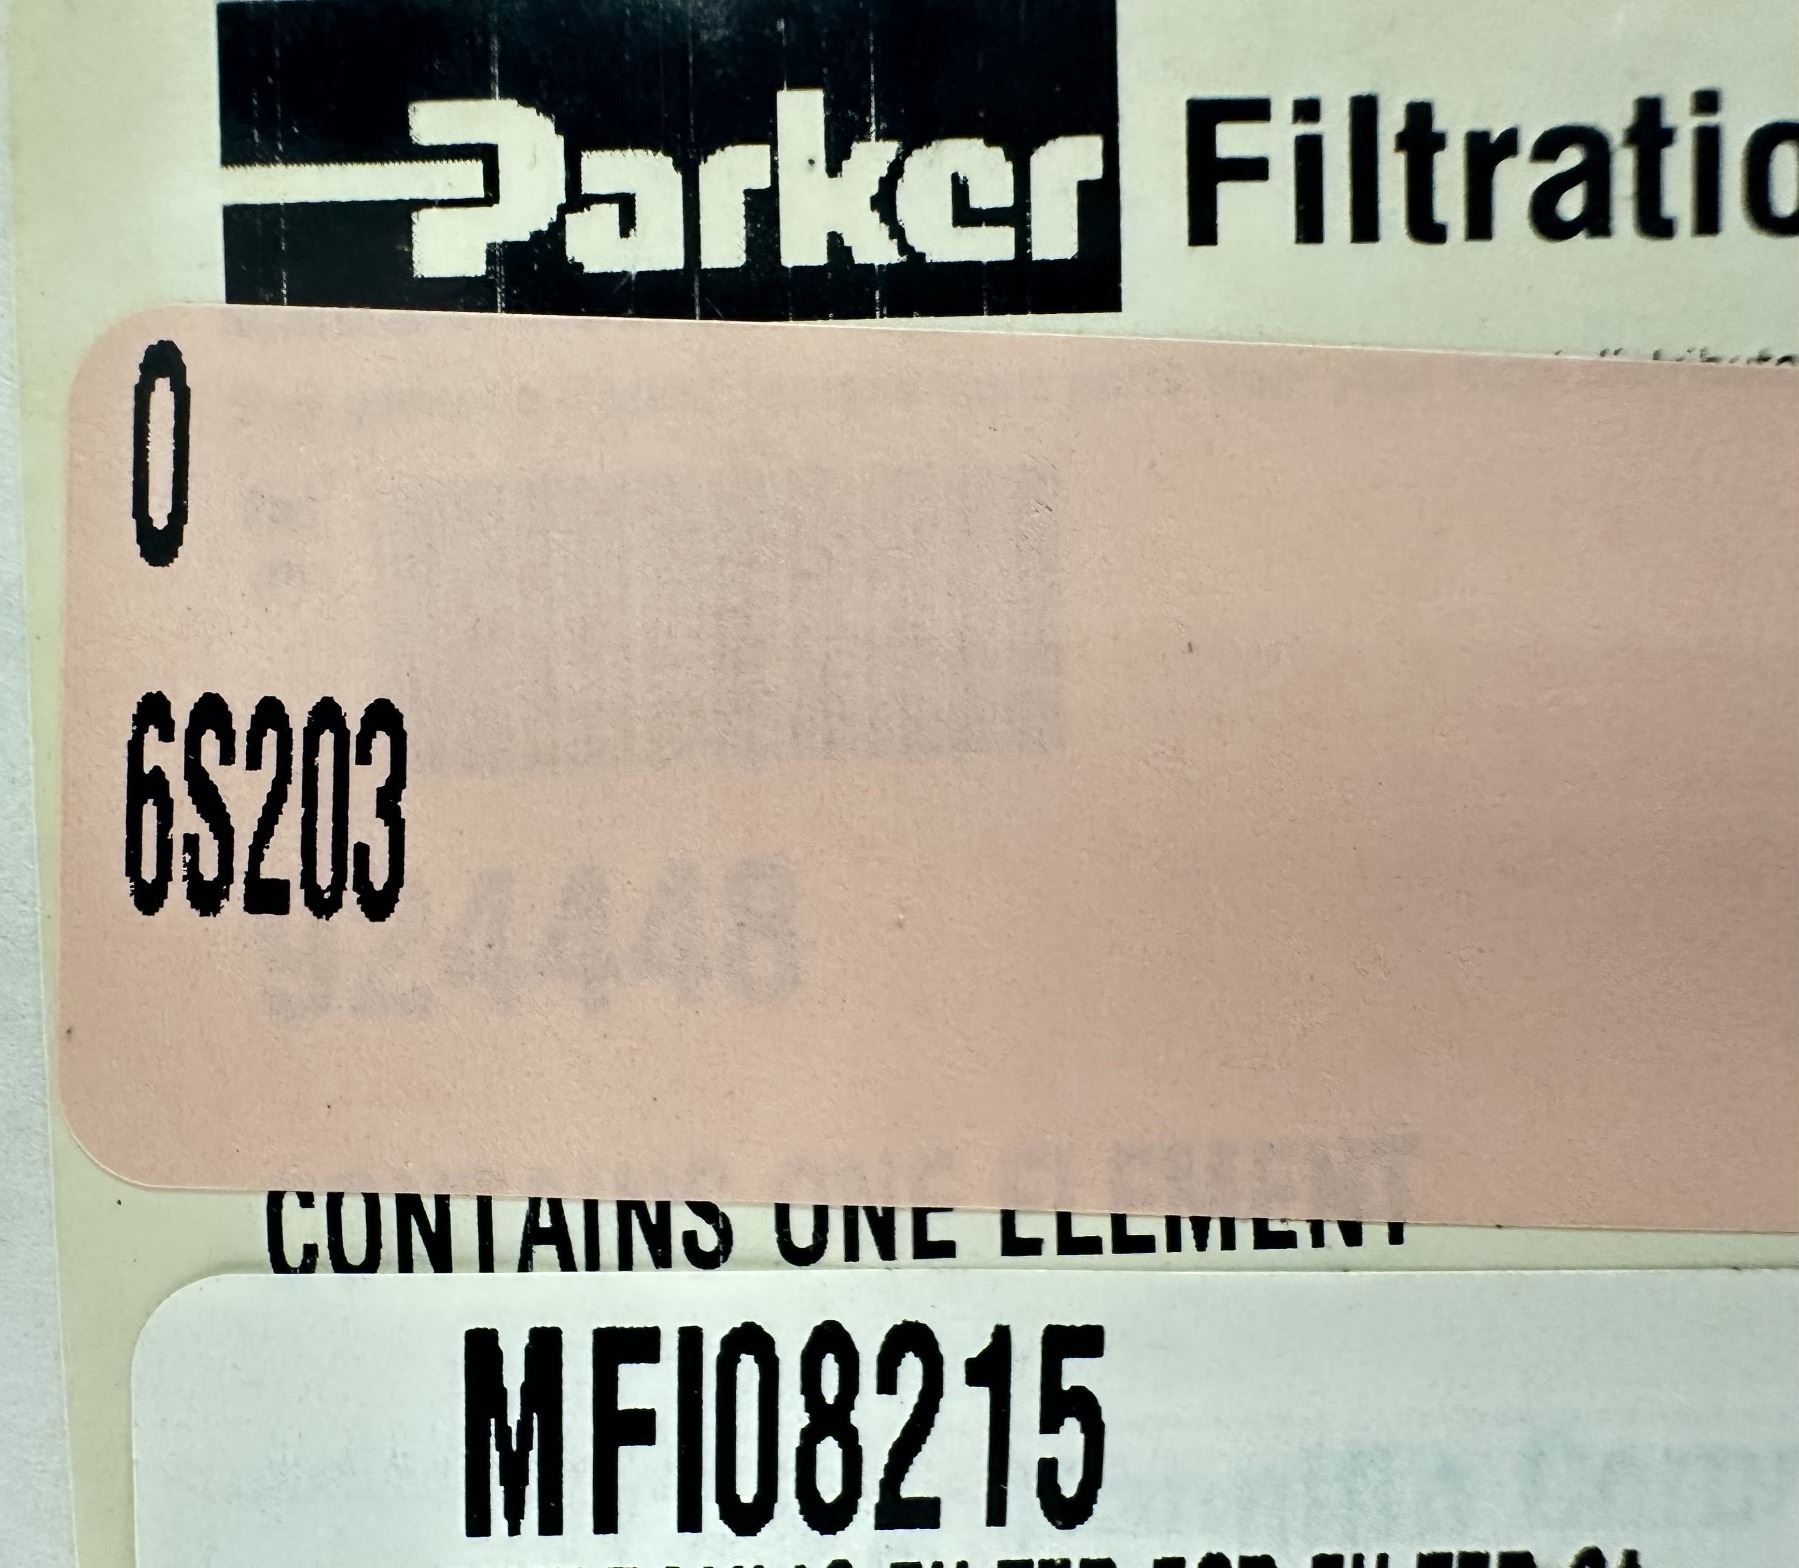 Parker Filtratio
0
6S203
CONTAINS ONE ELEMENT
MFI08215